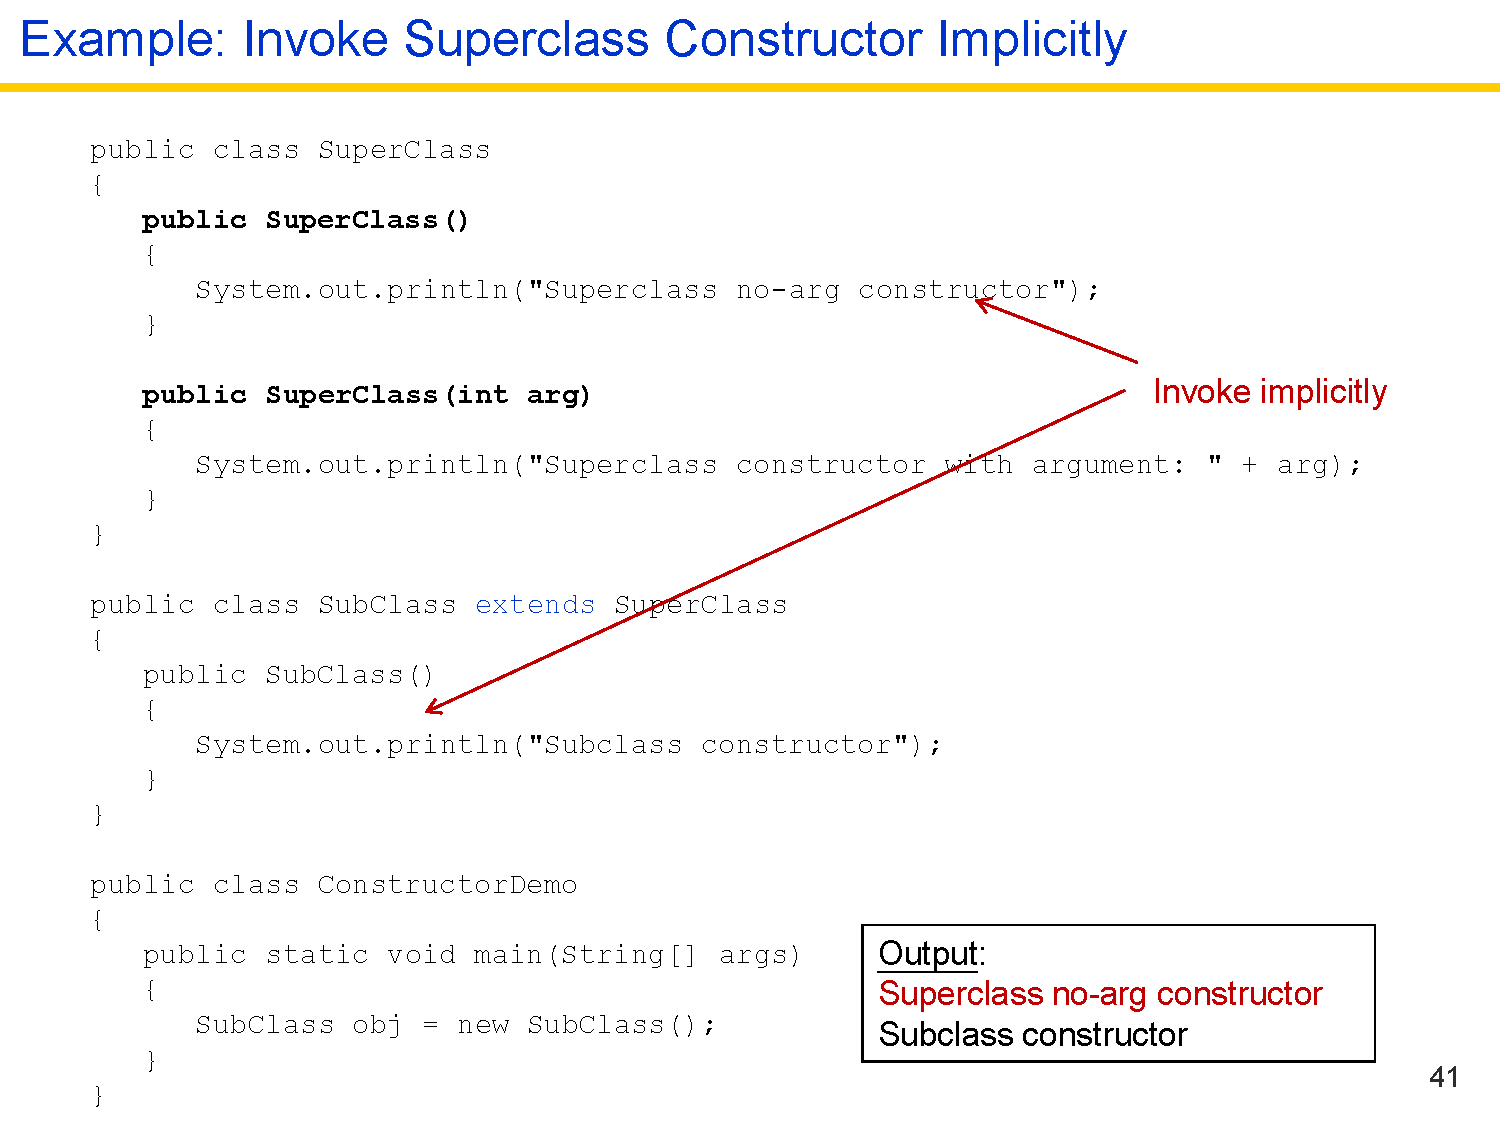 Example: Invoke Superclass Constructor Implicitly
public class SuperClass
{
   public SuperClass()
   {
      System.out.println("Superclass no-arg constructor");
   }
Invoke implicitly
   public SuperClass(int arg)
   {
      System.out.println("Superclass constructor with argument: " + arg);
   }
}
public class SubClass extends SuperClass
{
   public SubClass()
   {
      System.out.println("Subclass constructor");
   }
}
public class ConstructorDemo
{
   public static void main(String[] args)
   {
      SubClass obj = new SubClass();
   }
}
Output:
Superclass no-arg constructor
Subclass constructor
41